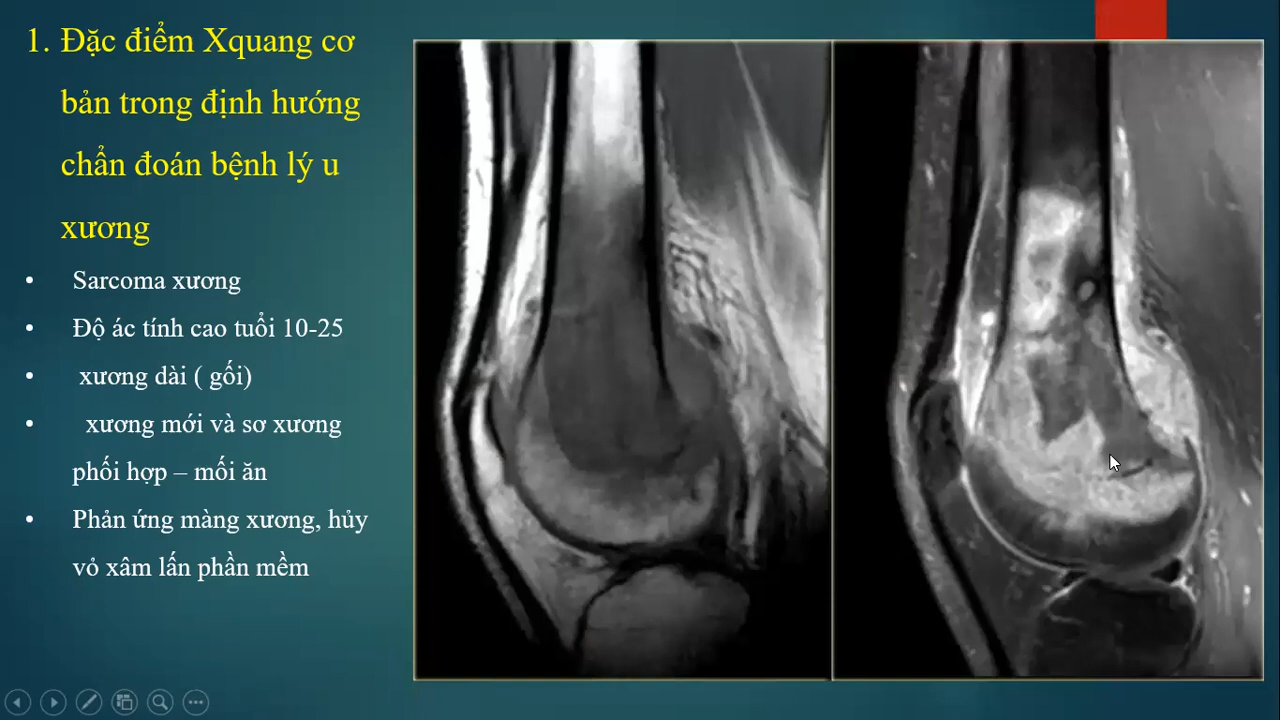 1. Đặc điểm Xquang cơ
bản trong định hướng
chẩn đoán bệnh lý u
xương
• Sarcoma xương
• Độ ác tính cao tuổi 10-25
• xương dài ( gối)
• xương mới và sơ xương
phối hợp – mối ăn
• Phản ứng màng xương, hủy
vỏ xâm lấn phần mềm